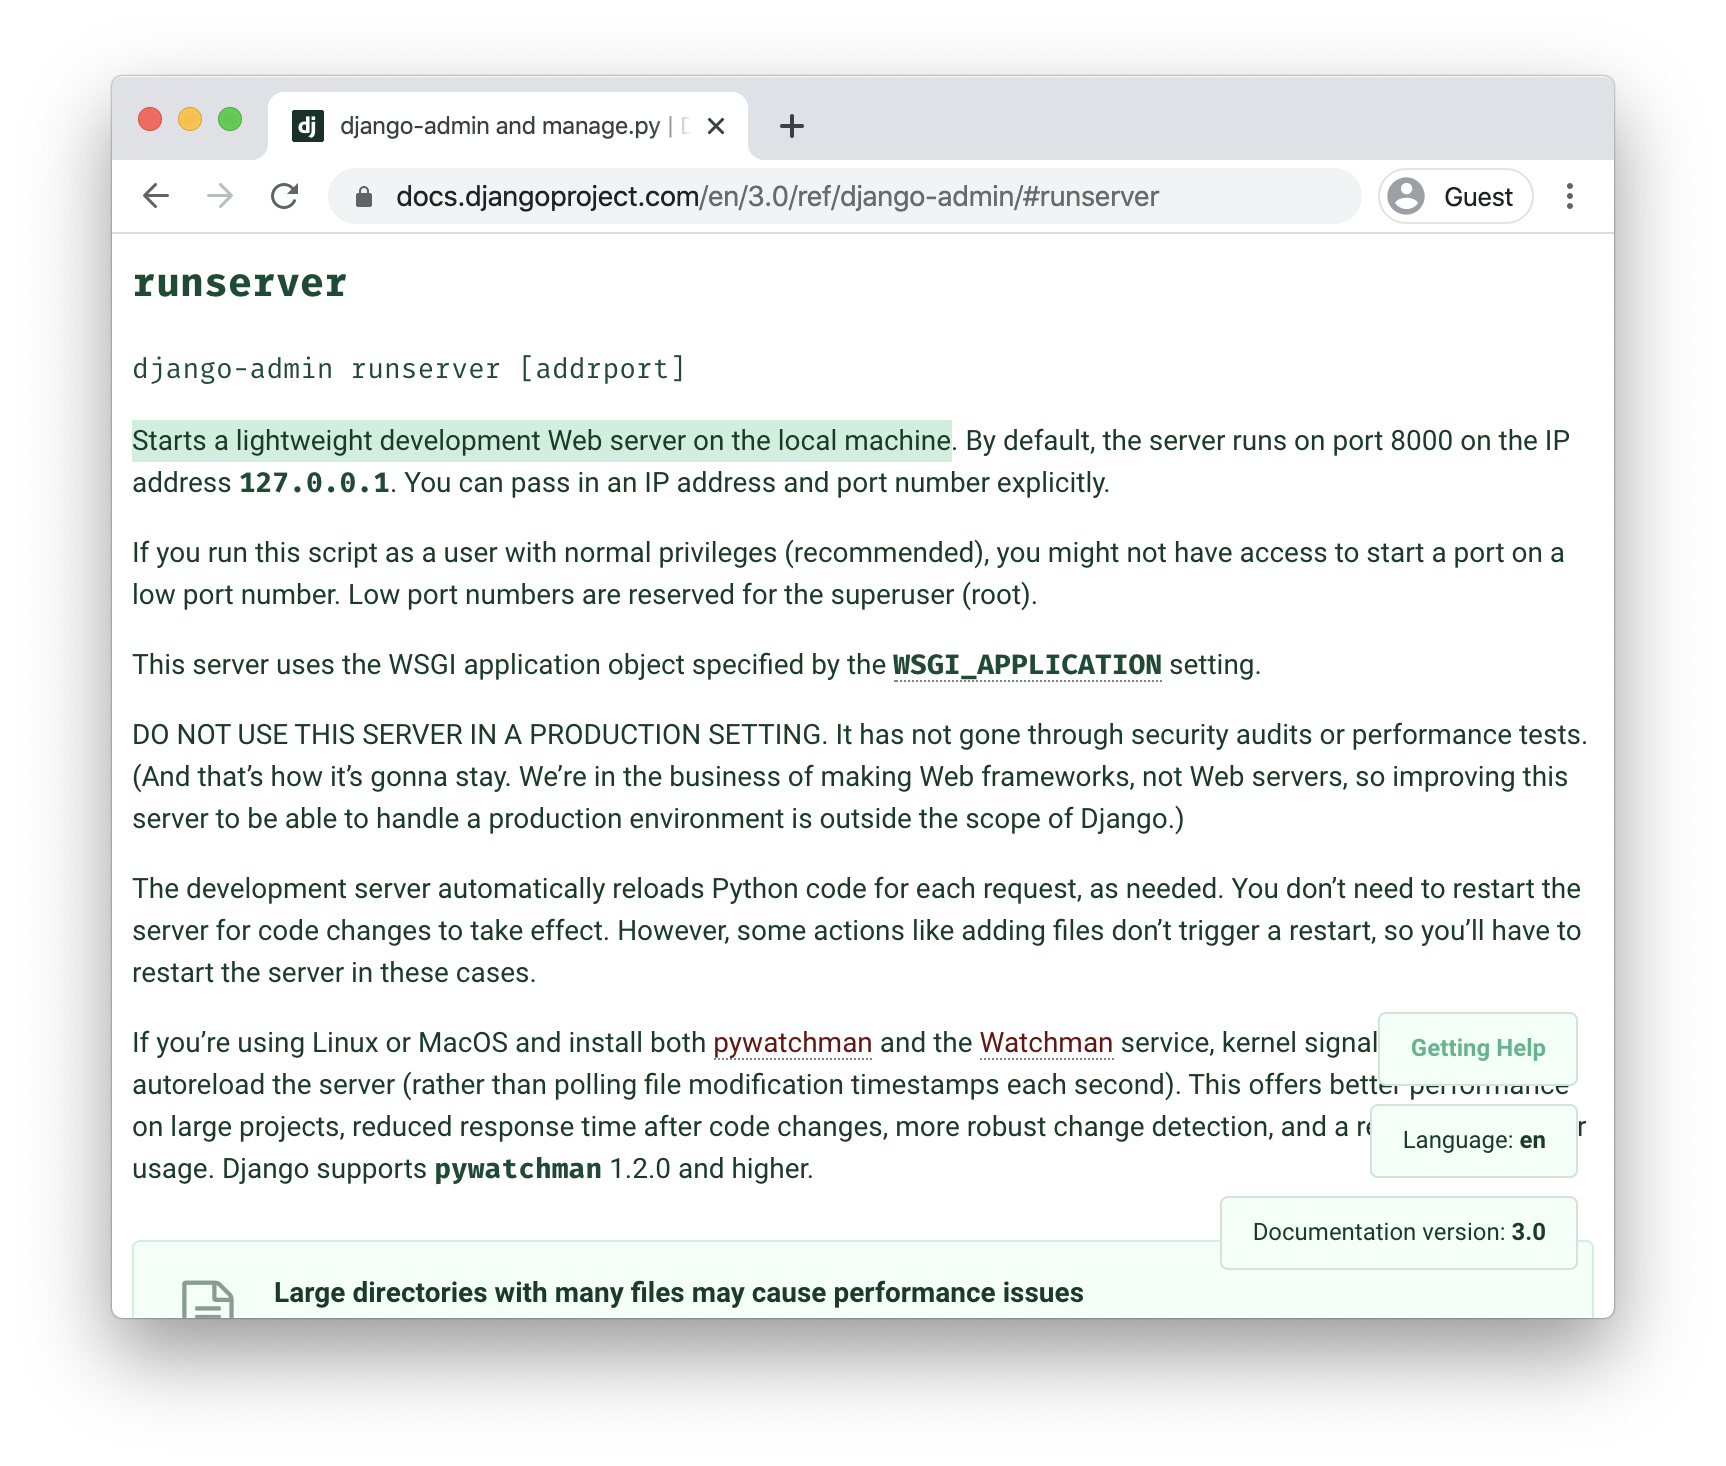 dj django-admin and manage.py |
docs.djangoproject.com/en/3.0/ref/django-admin/#runserver
Guest
runserver
django-admin runserver [addrport]
Starts a lightweight development Web server on the local machine. By default, the server runs on port 8000 on the IP
address 127.0.0.1. You can pass in an IP address and port number explicitly.
If you run this script as a user with normal privileges (recommended), you might not have access to start a port on a
low port number. Low port numbers are reserved for the superuser (root).
This server uses the WSGI application object specified by the WSGI_APPLICATION setting.
DO NOT USE THIS SERVER IN A PRODUCTION SETTING. It has not gone through security audits or performance tests.
(And that’s how it’s gonna stay. We’re in the business of making Web frameworks, not Web servers, so improving this
server to be able to handle a production environment is outside the scope of Django.)
The development server automatically reloads Python code for each request, as needed. You don’t need to restart the
server for code changes to take effect. However, some actions like adding files don’t trigger a restart, so you’ll have to
restart the server in these cases.
If you’re using Linux or MacOS and install both pywatchman and the Watchman service, kernel signal
Getting Help
autoreload the server (rather than polling file modification timestamps each second). This offers better performance
on large projects, reduced response time after code changes, more robust change detection, and a
Language: en
usage. Django supports pywatchman 1.2.0 and higher.
Documentation version: 3.0
Large directories with many files may cause performance issues